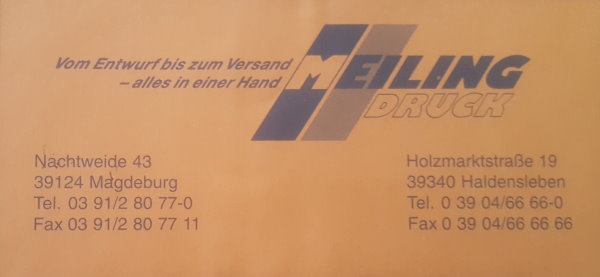 Vom Entwurf bis zum Versand
– alles in einer Hand
MEILING
DRUCK
Nachtweide 43
39124 Magdeburg
Tel. 03 91/2 80 77-0
Fax 03 91/2 80 77 11
Holzmarktstraße 19
39340 Haldensleben
Tel. 0 39 04/66 66-0
Fax 0 39 04/66 66 66